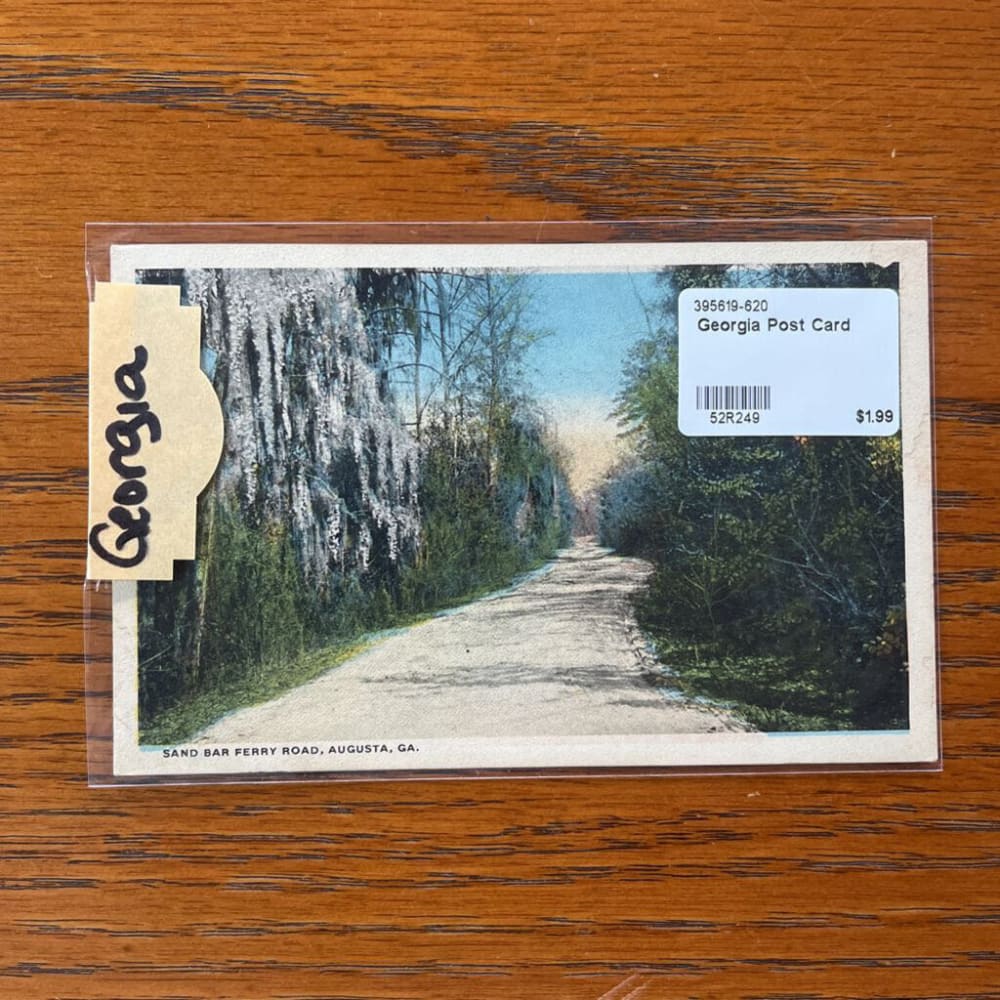 Georgia
395619-620
Georgia Post Card
52R249
$1.99
SAND BAR FERRY ROAD, AUGUSTA, GA.